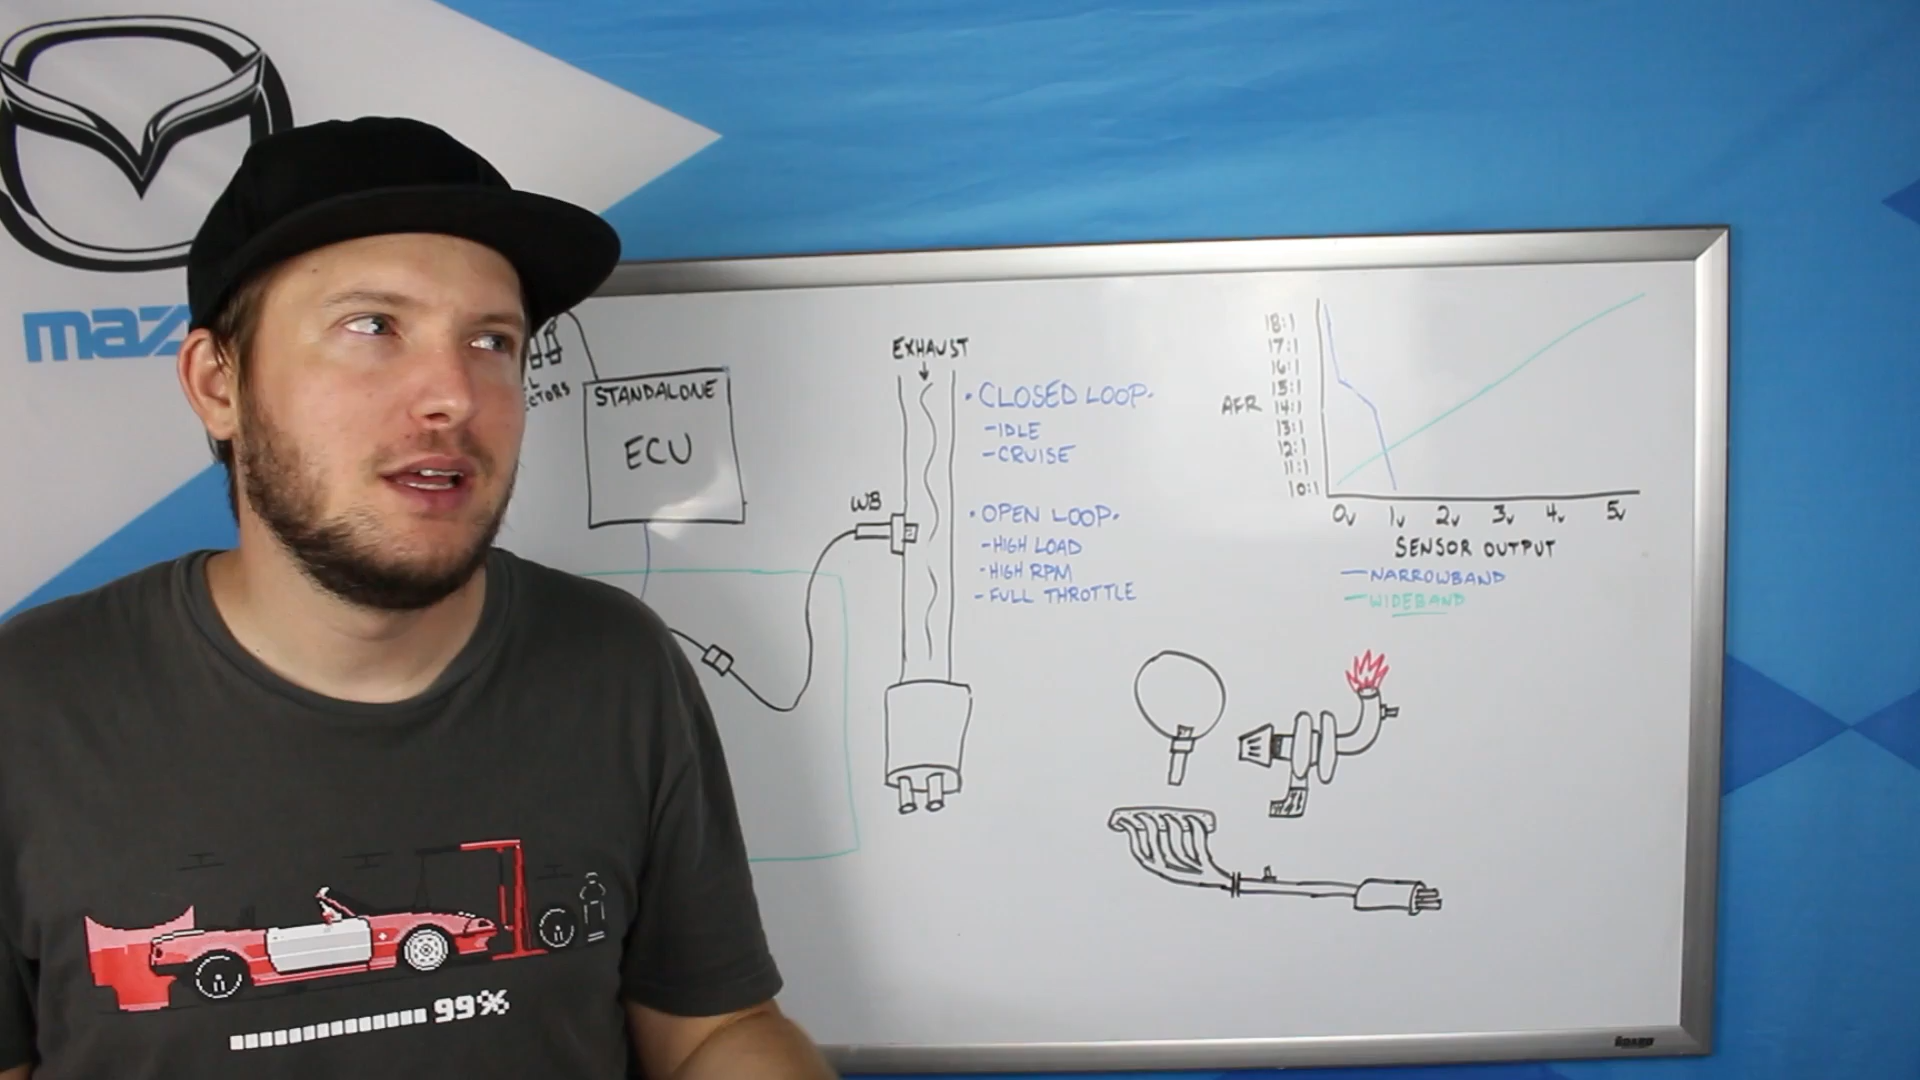 maz
STANDALONE
ECU
EXHAUST
WB
• CLOSED LOOP •
- IDLE
- CRUISE
• OPEN LOOP •
- HIGH LOAD
- HIGH RPM
- FULL THROTTLE
AFR
18:1
17:1
16:1
15:1
14:1
13:1
12:1
11:1
10:1
0v 1v 2v 3v 4v 5v
SENSOR OUTPUT
- NARROWBAND
- WIDEBAND
99%